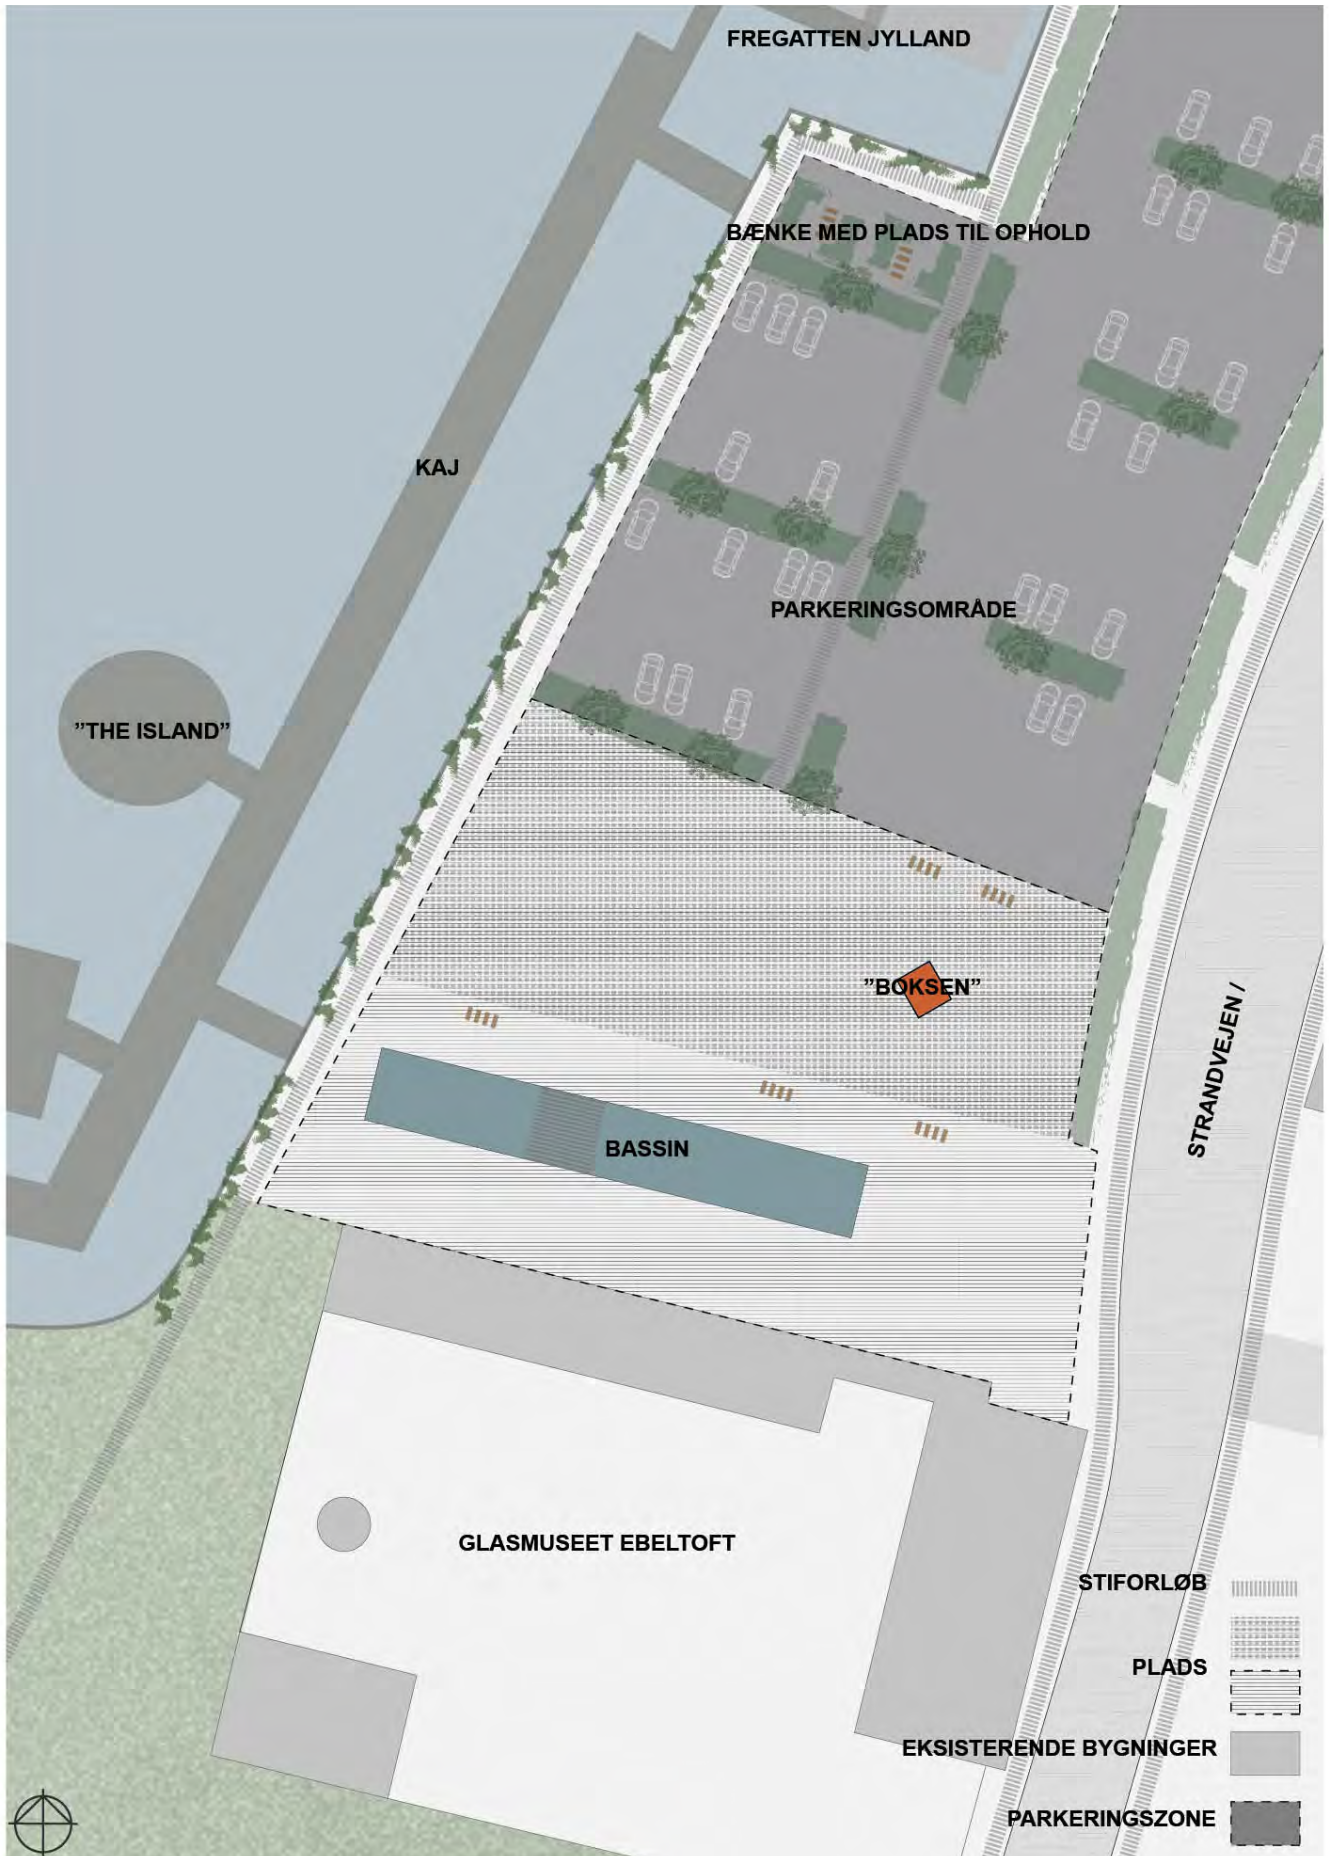 FREGATTEN JYLLAND
BÆNKE MED PLADS TIL OPHOLD
KAJ
PARKERINGSOMRÅDE
”THE ISLAND”
”BOKSEN”
STRANDVEJEN /
BASSIN
GLASMUSEET EBELTOFT
STIFORLØB
PLADS
EKSISTERENDE BYGNINGER
PARKERINGSZONE